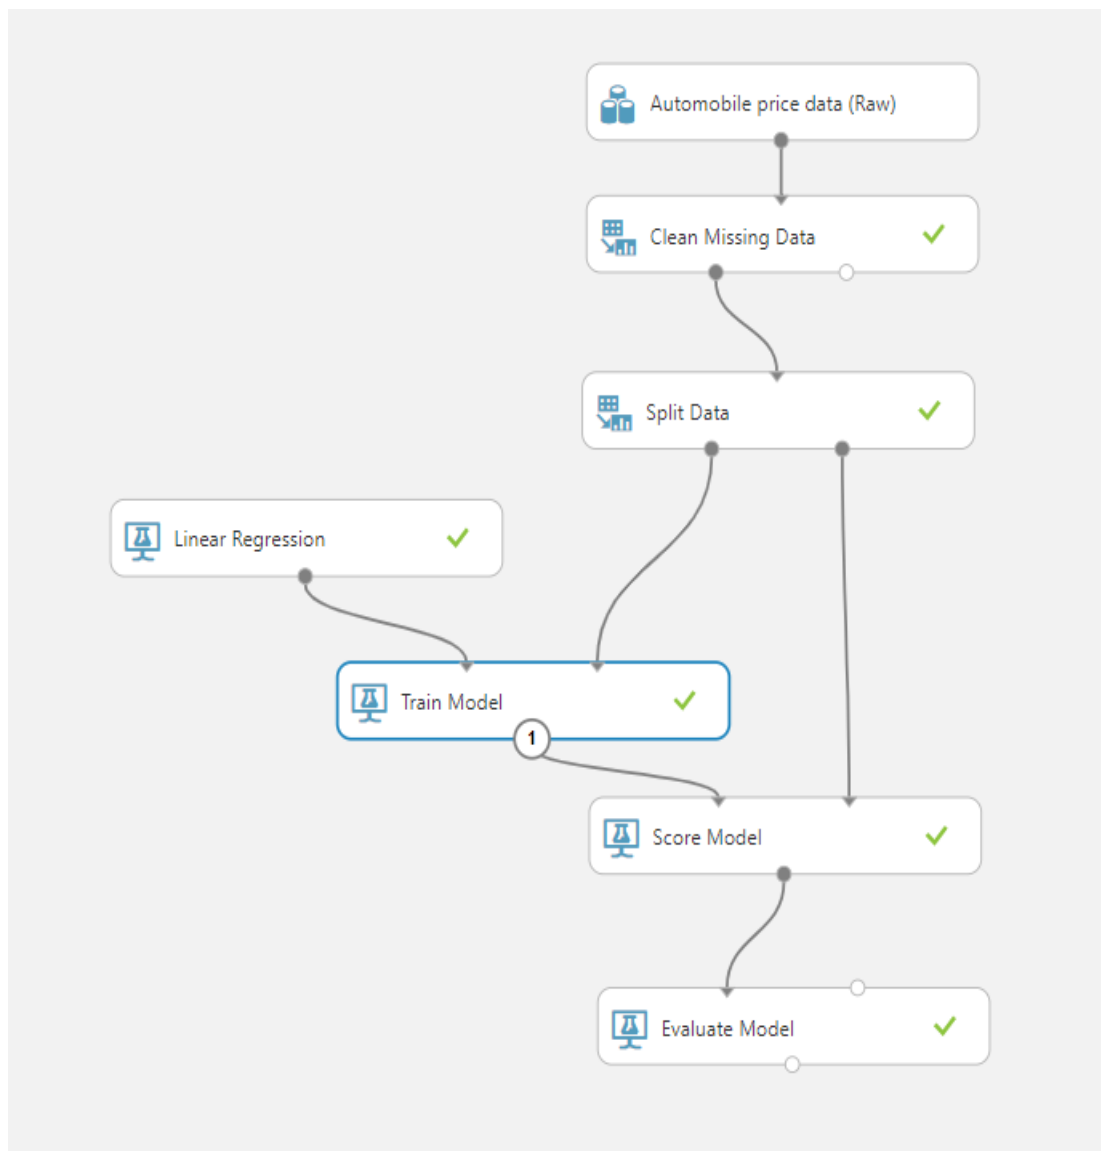 Automobile price data (Raw)
Clean Missing Data
Split Data
Linear Regression
Train Model
1
Score Model
Evaluate Model